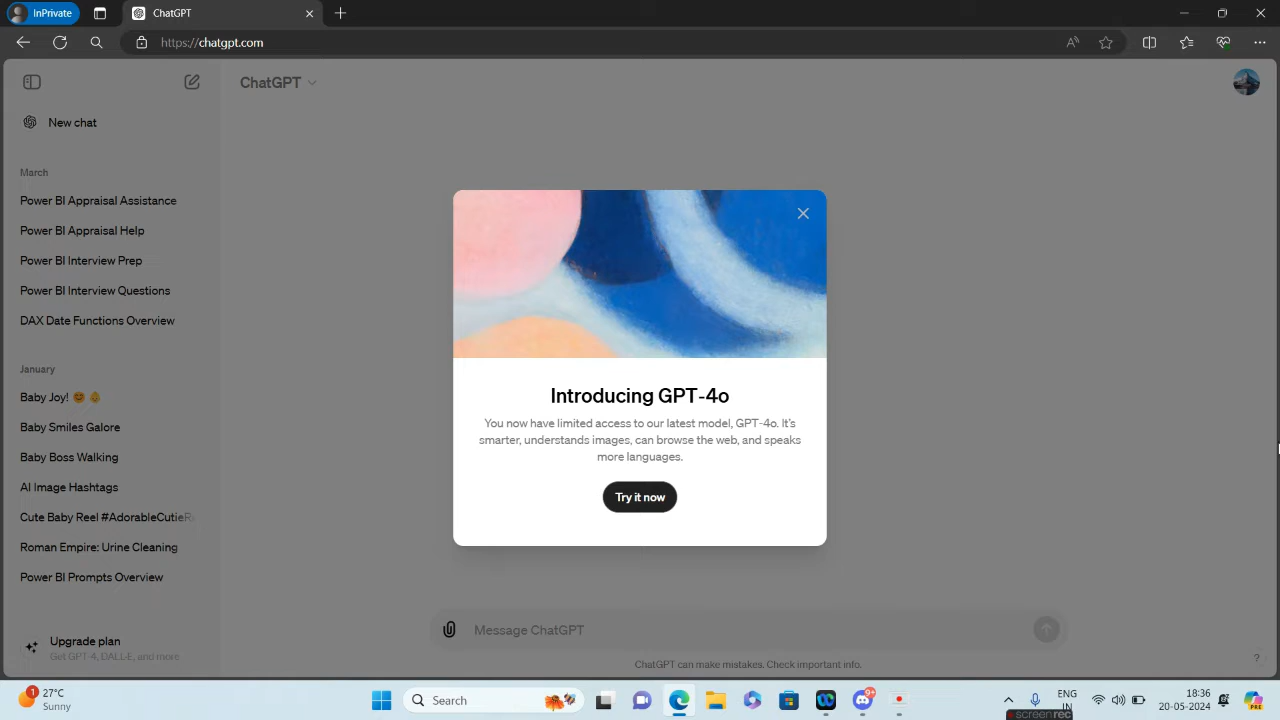 InPrivate
ChatGPT
https://chatgpt.com
ChatGPT
New chat
March
Power BI Appraisal Assistance
Power BI Appraisal Help
Power BI Interview Prep
Power BI Interview Questions
DAX Date Functions Overview
January
Baby Joy! 😊 👶
Baby Smiles Galore
Baby Boss Walking
AI Image Hashtags
Cute Baby Reel #AdorableCutieR
Roman Empire: Urine Cleaning
Power BI Prompts Overview
Upgrade plan
Get GPT-4, DALL·E, and more
Introducing GPT-4o
You now have limited access to our latest model, GPT-4o. It's
smarter, understands images, can browse the web, and speaks
more languages.
Try it now
Message ChatGPT
ChatGPT can make mistakes. Check important info.
?
1
27°C
Sunny
Search
9+
ENG
IN
18:36
20-05-2024
PRE
screenrec